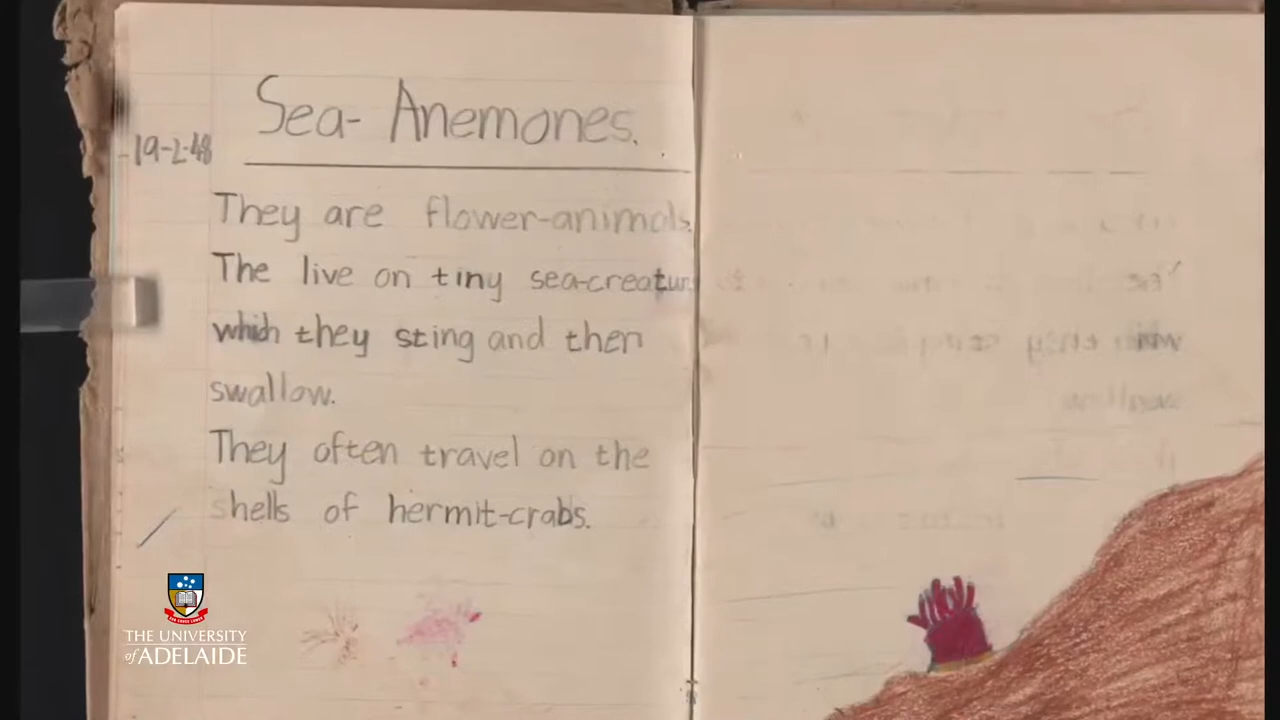 Sea-Anemones.
19-2-48
They are flower-animals.
The live on tiny sea-creatur
which they sting and then
swallow.
They often travel on the
shells of hermit-crabs.
THE UNIVERSITY
of ADELAIDE